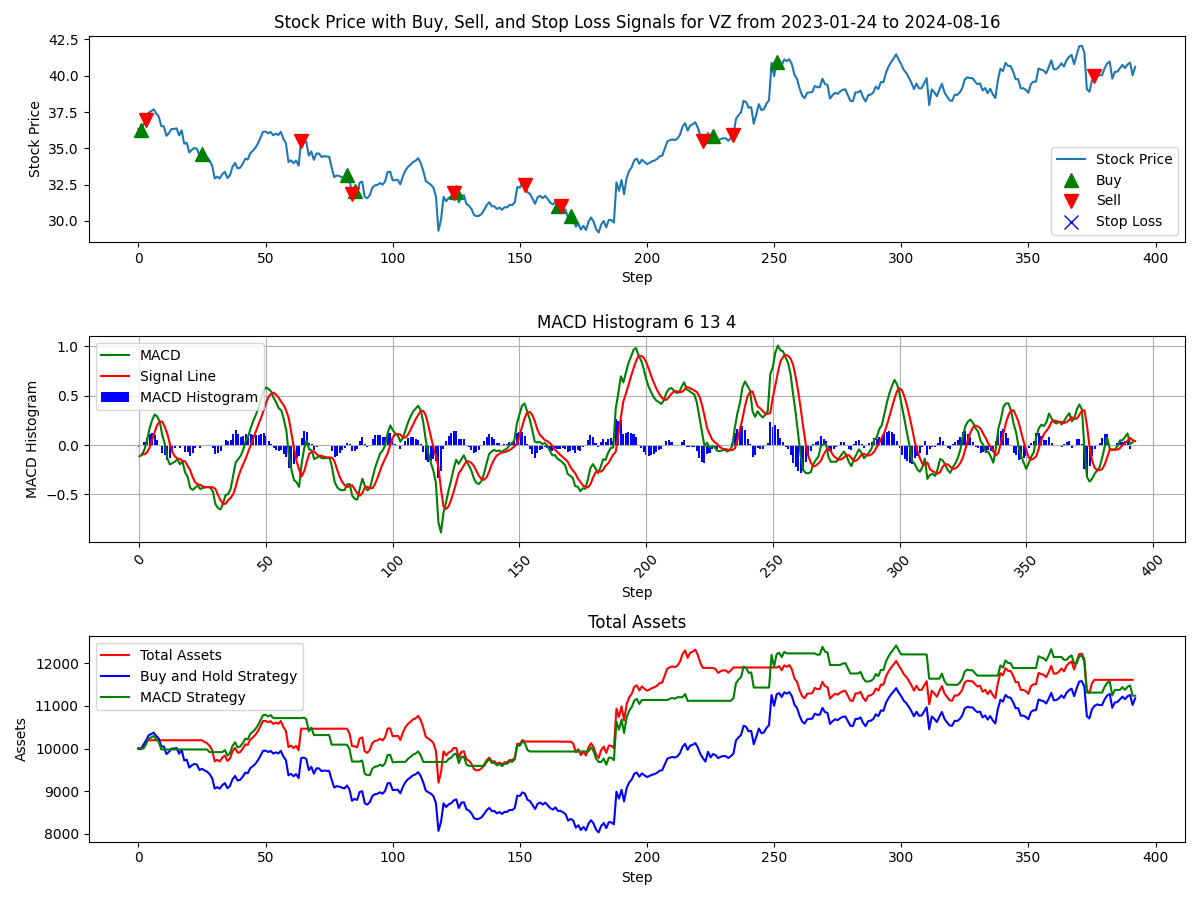 Stock Price with Buy, Sell, and Stop Loss Signals for VZ from 2023-01-24 to 2024-08-16
42.5
40.0
37.5
35.0
32.5
30.0
Stock Price
Stock Price
Buy
Sell
Stop Loss
0 50 100 150 200 250 300 350 400
Step
MACD Histogram 6 13 4
1.0
0.5
0.0
−0.5
MACD Histogram
MACD
Signal Line
MACD Histogram
0 50 100 150 200 250 300 350 400
Step
Total Assets
12000
11000
10000
9000
8000
Assets
Total Assets
Buy and Hold Strategy
MACD Strategy
0 50 100 150 200 250 300 350 400
Step